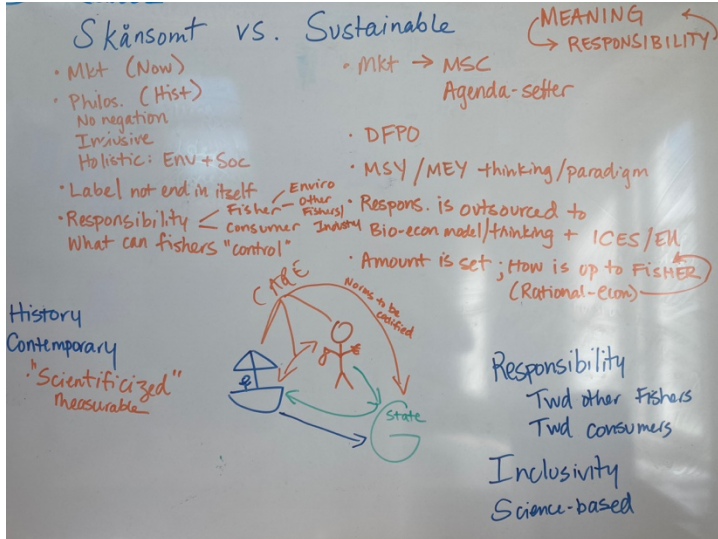 Skånsomt vs. Sustainable
MEANING
→ RESPONSIBILITY
• Mkt (Now)
• Philos. (Hist)
No negation
Inclusive
Holistic: Env + Soc
• Label not end in itself
• Responsibility < Fisher – Enviro
Other Fishers/
Industry
Consumer
What can fishers "control"
• Mkt → MSC
Agenda-setter
• DFPO
• MSY/MEY thinking/paradigm
• Respons. is outsourced to
Bio-econ model/thinking + ICES/EU
• Amount is set; How is up to FISHER
(Rational-econ)
CARE
Norms to be
codified
State
History
Contemporary
"Scientificized"
measurable
Responsibility
Twd other Fishers
Twd consumers
Inclusivity
Science-based